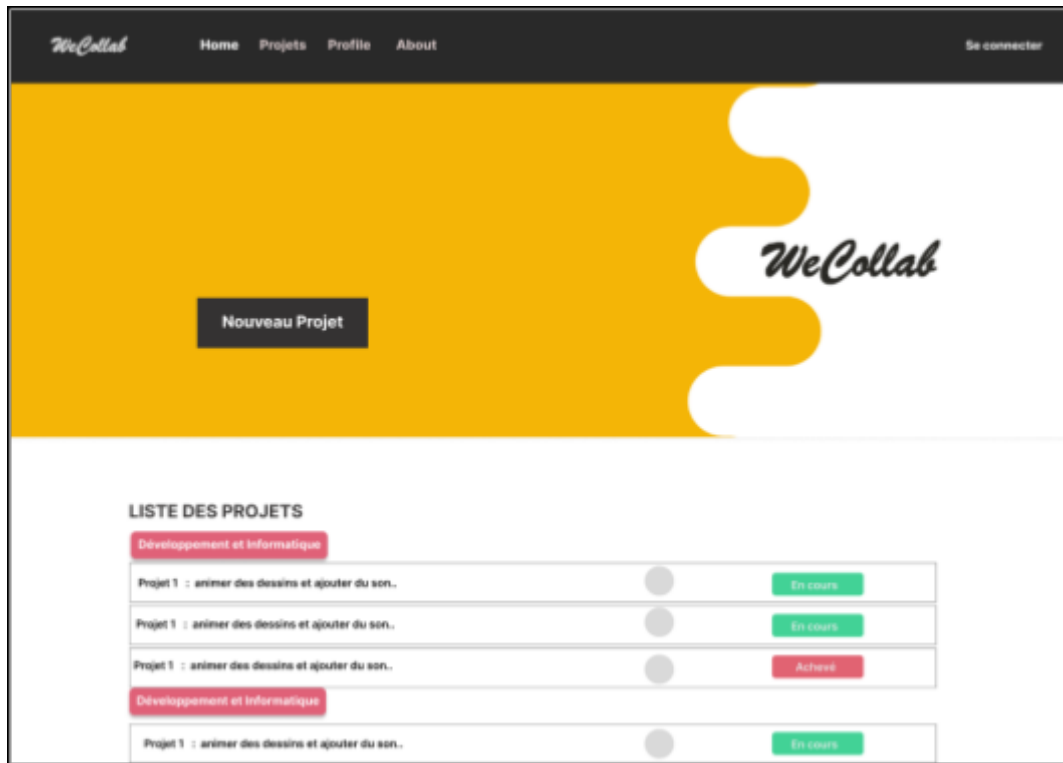 WeCollab Home Projets Profile About Se connecter
WeCollab
Nouveau Projet
LISTE DES PROJETS
Développement et Informatique
Projet 1 : animer des dessins et ajouter du son.. En cours
Projet 1 : animer des dessins et ajouter du son.. En cours
Projet 1 : animer des dessins et ajouter du son.. Achevé
Développement et Informatique
Projet 1 : animer des dessins et ajouter du son.. En cours